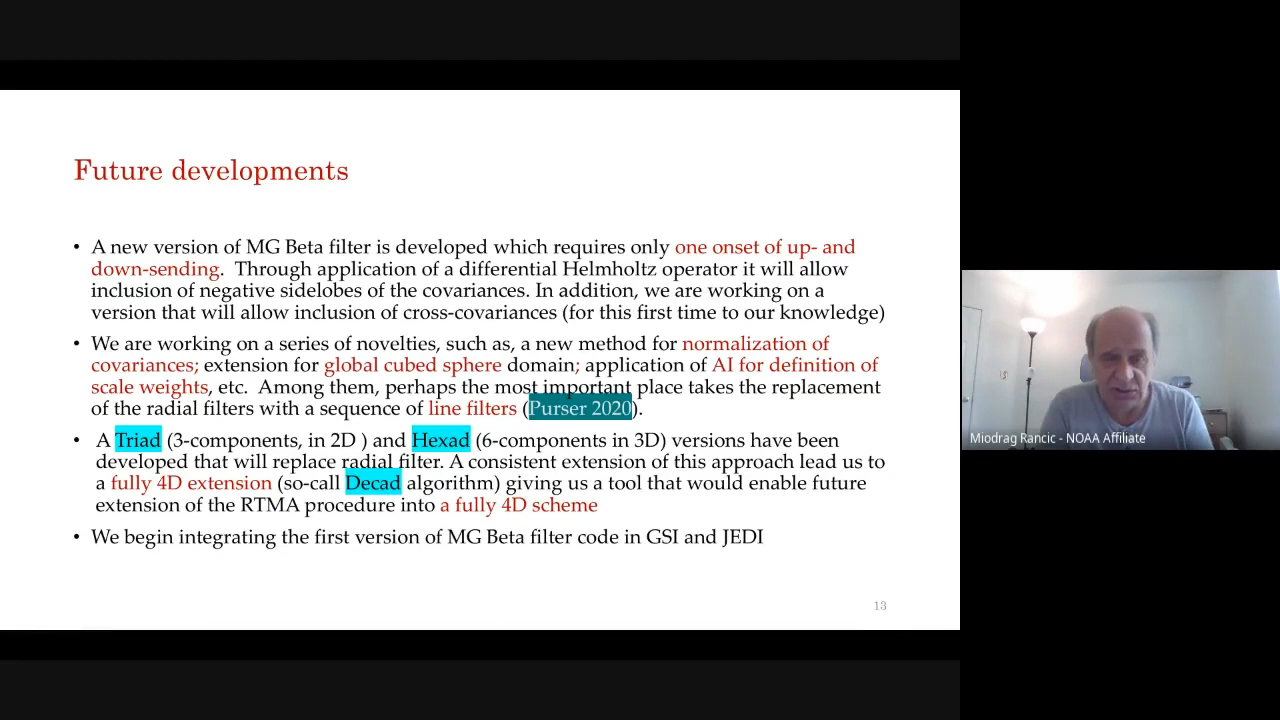 Future developments
• A new version of MG Beta filter is developed which requires only one onset of up- and
down-sending. Through application of a differential Helmholtz operator it will allow
inclusion of negative sidelobes of the covariances. In addition, we are working on a
version that will allow inclusion of cross-covariances (for this first time to our knowledge)
• We are working on a series of novelties, such as, a new method for normalization of
covariances; extension for global cubed sphere domain; application of AI for definition of
scale weights, etc. Among them, perhaps the most important place takes the replacement
of the radial filters with a sequence of line filters (Purser 2020).
• A Triad (3-components, in 2D ) and Hexad (6-components in 3D) versions have been
developed that will replace radial filter. A consistent extension of this approach lead us to
a fully 4D extension (so-call Decad algorithm) giving us a tool that would enable future
extension of the RTMA procedure into a fully 4D scheme
• We begin integrating the first version of MG Beta filter code in GSI and JEDI
13
Miodrag Rancic - NOAA Affiliate